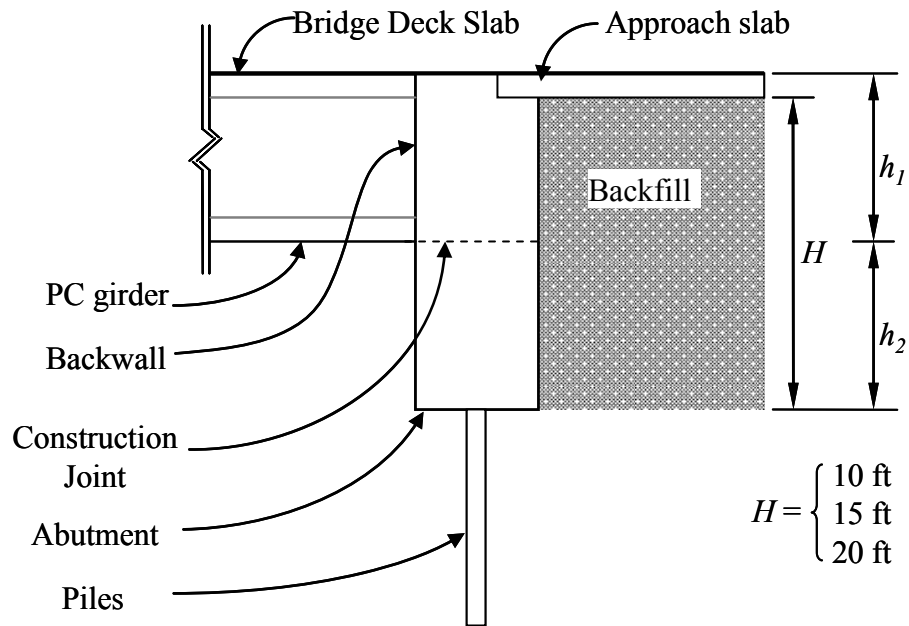 Bridge Deck Slab
Approach slab
Backfill
h1
H
h2
PC girder
Backwall
Construction
Joint
Abutment
Piles
H = { 10 ft
15 ft
20 ft